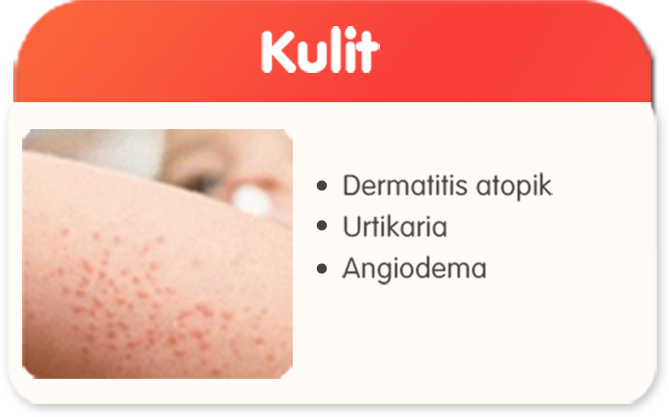 Kulit
Dermatitis atopik
Urtikaria
Angiodema